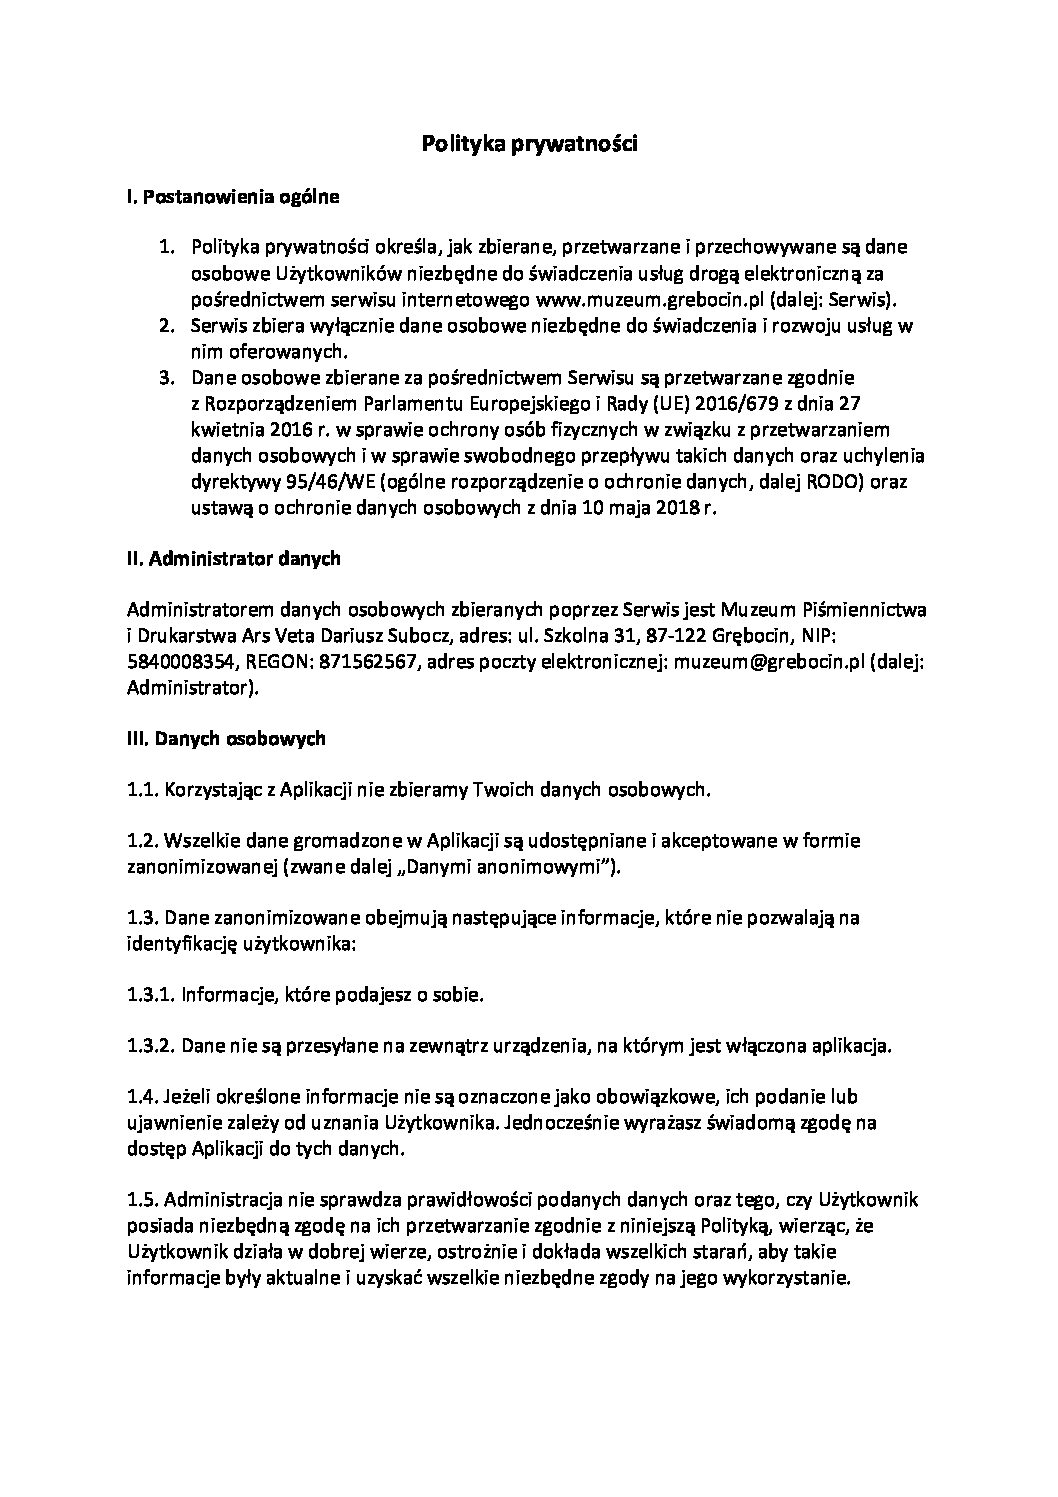 Polityka prywatności
I. Postanowienia ogólne
1. Polityka prywatności określa, jak zbierane, przetwarzane i przechowywane są dane
osobowe Użytkowników niezbędne do świadczenia usług drogą elektroniczną za
pośrednictwem serwisu internetowego www.muzeum.grebocin.pl (dalej: Serwis).
2. Serwis zbiera wyłącznie dane osobowe niezbędne do świadczenia i rozwoju usług w
nim oferowanych.
3. Dane osobowe zbierane za pośrednictwem Serwisu są przetwarzane zgodnie
z Rozporządzeniem Parlamentu Europejskiego i Rady (UE) 2016/679 z dnia 27
kwietnia 2016 r. w sprawie ochrony osób fizycznych w związku z przetwarzaniem
danych osobowych i w sprawie swobodnego przepływu takich danych oraz uchylenia
dyrektywy 95/46/WE (ogólne rozporządzenie o ochronie danych, dalej RODO) oraz
ustawą o ochronie danych osobowych z dnia 10 maja 2018 r.
II. Administrator danych
Administratorem danych osobowych zbieranych poprzez Serwis jest Muzeum Piśmiennictwa
i Drukarstwa Ars Veta Dariusz Subocz, adres: ul. Szkolna 31, 87-122 Grębocin, NIP:
5840008354, REGON: 871562567, adres poczty elektronicznej: muzeum@grebocin.pl (dalej:
Administrator).
III. Danych osobowych
1.1. Korzystając z Aplikacji nie zbieramy Twoich danych osobowych.
1.2. Wszelkie dane gromadzone w Aplikacji są udostępniane i akceptowane w formie
zanonimizowanej (zwane dalej „Danymi anonimowymi”).
1.3. Dane zanonimizowane obejmują następujące informacje, które nie pozwalają na
identyfikację użytkownika:
1.3.1. Informacje, które podajesz o sobie.
1.3.2. Dane nie są przesyłane na zewnątrz urządzenia, na którym jest włączona aplikacja.
1.4. Jeżeli określone informacje nie są oznaczone jako obowiązkowe, ich podanie lub
ujawnienie zależy od uznania Użytkownika. Jednocześnie wyrażasz świadomą zgodę na
dostęp Aplikacji do tych danych.
1.5. Administracja nie sprawdza prawidłowości podanych danych oraz tego, czy Użytkownik
posiada niezbędną zgodę na ich przetwarzanie zgodnie z niniejszą Polityką, wierząc, że
Użytkownik działa w dobrej wierze, ostrożnie i dokłada wszelkich starań, aby takie
informacje były aktualne i uzyskać wszelkie niezbędne zgody na jego wykorzystanie.